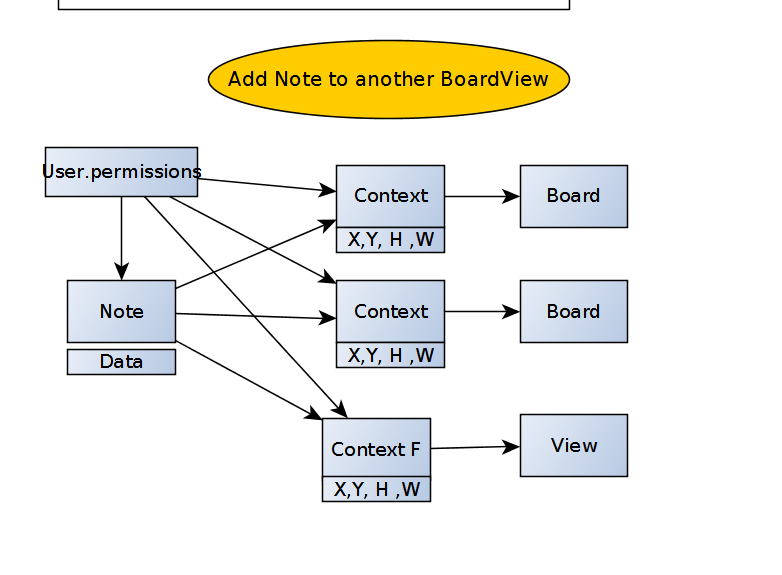 Add Note to another BoardView
User.permissions
Context
X,Y, H ,W
Board
Note
Data
Context
X,Y, H ,W
Board
Context F
X,Y, H ,W
View